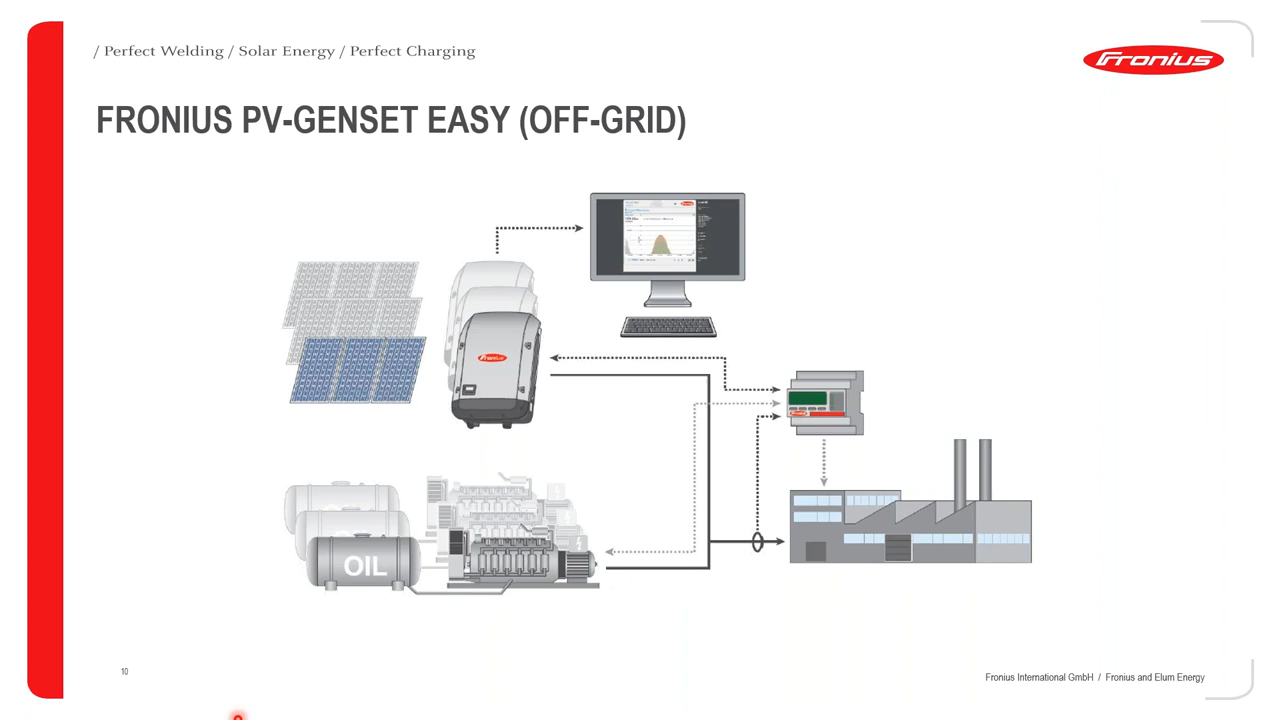 / Perfect Welding / Solar Energy / Perfect Charging
Fronius
FRONIUS PV-GENSET EASY (OFF-GRID)
Fronius
OIL
10
Fronius International GmbH / Fronius and Elum Energy